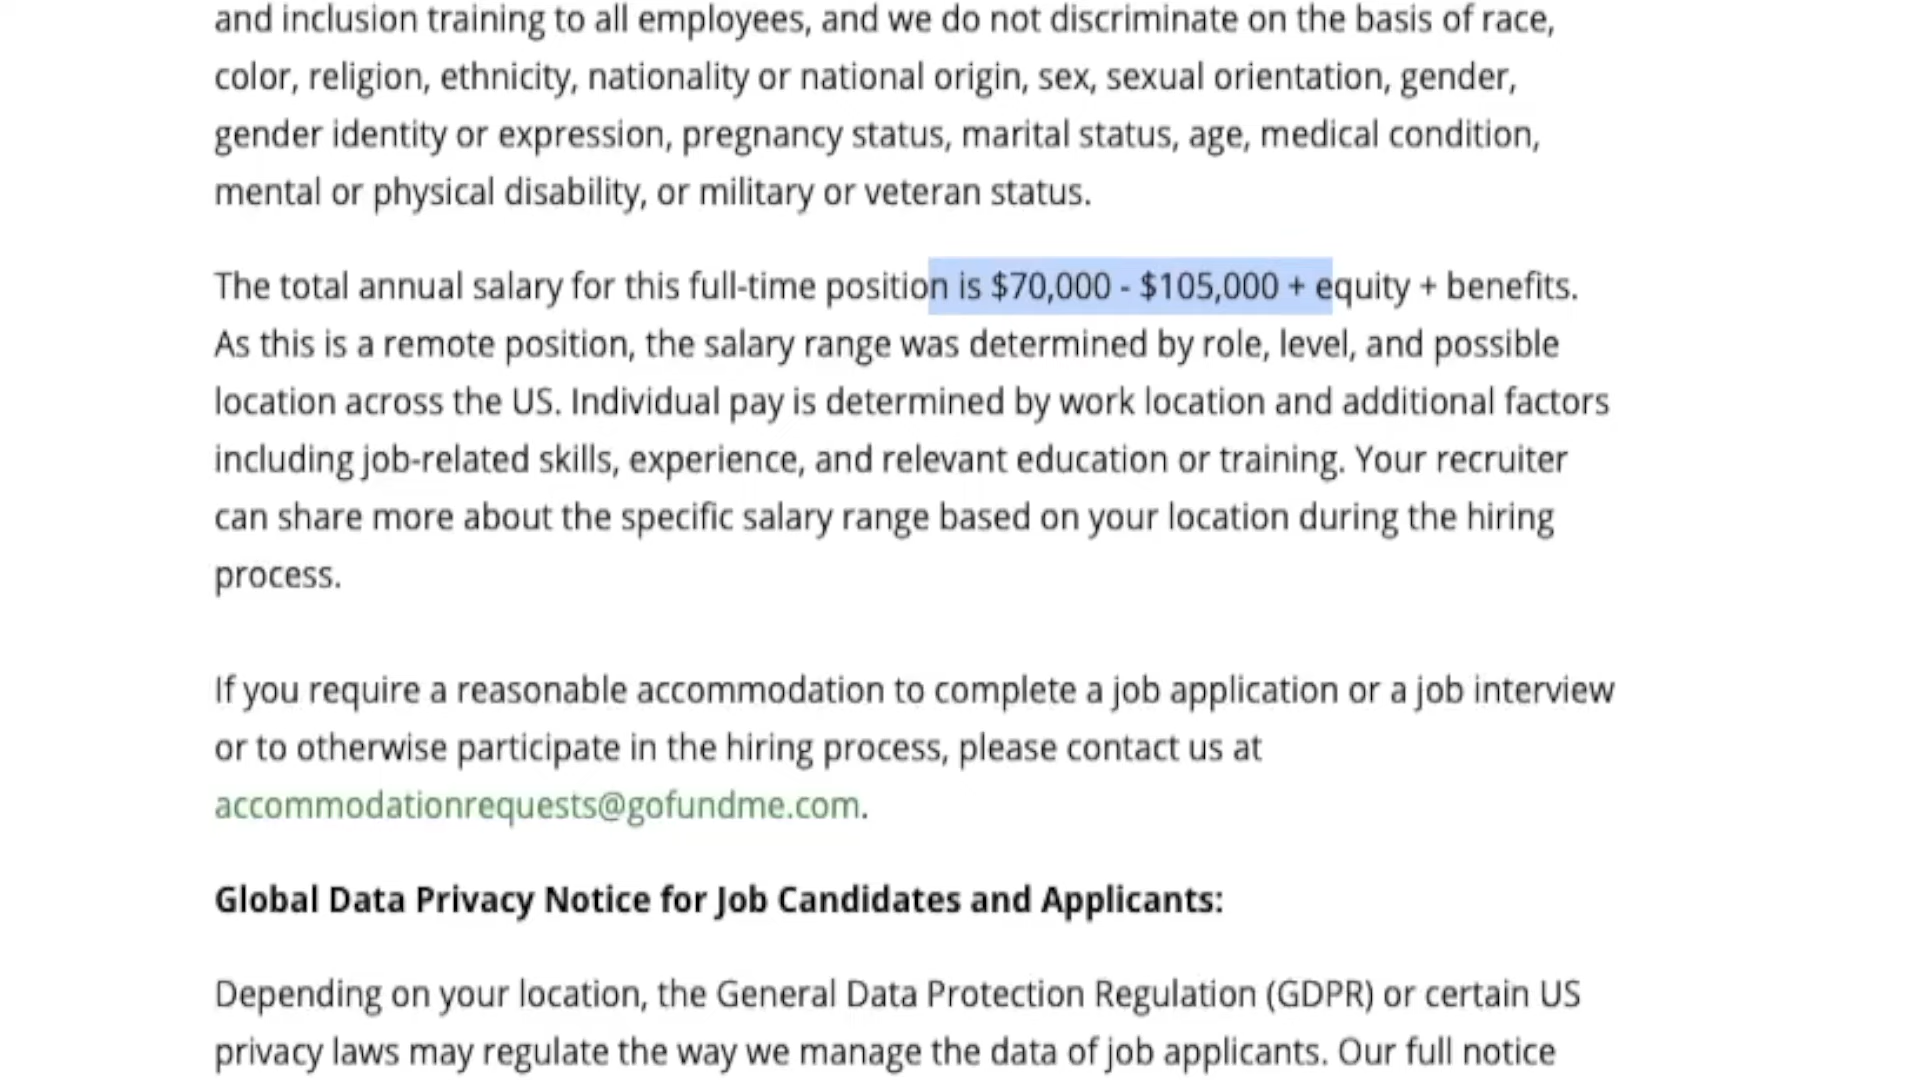 and inclusion training to all employees, and we do not discriminate on the basis of race,
color, religion, ethnicity, nationality or national origin, sex, sexual orientation, gender,
gender identity or expression, pregnancy status, marital status, age, medical condition,
mental or physical disability, or military or veteran status.
The total annual salary for this full-time position is $70,000 - $105,000 + equity + benefits.
As this is a remote position, the salary range was determined by role, level, and possible
location across the US. Individual pay is determined by work location and additional factors
including job-related skills, experience, and relevant education or training. Your recruiter
can share more about the specific salary range based on your location during the hiring
process.
If you require a reasonable accommodation to complete a job application or a job interview
or to otherwise participate in the hiring process, please contact us at
accommodationrequests@gofundme.com.
Global Data Privacy Notice for Job Candidates and Applicants:
Depending on your location, the General Data Protection Regulation (GDPR) or certain US
privacy laws may regulate the way we manage the data of job applicants. Our full notice